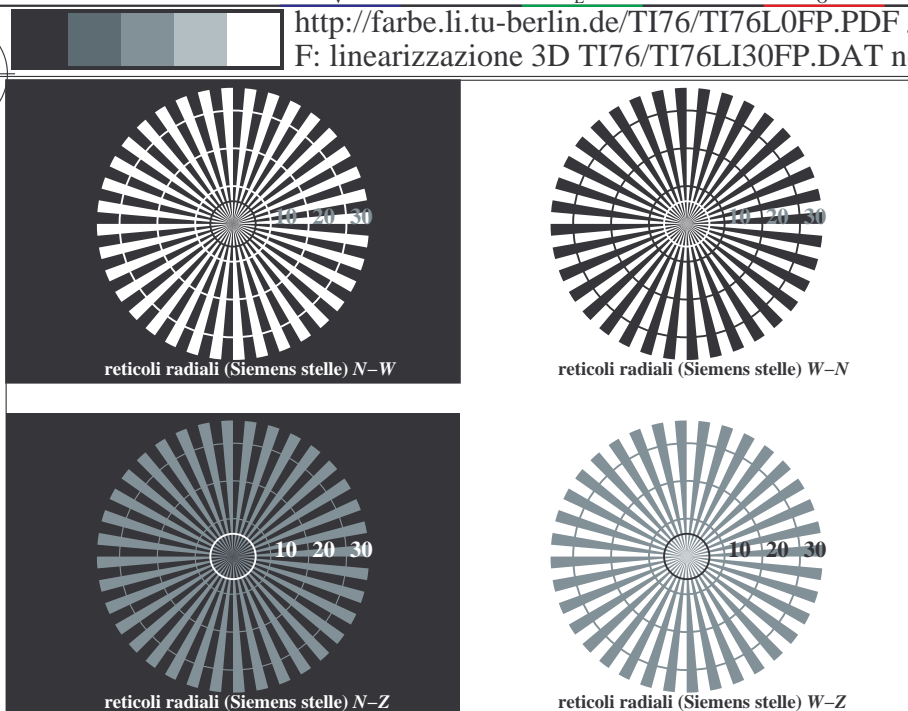 http://farbe.li.tu-berlin.de/TI76/TI76L0FP.PDF
F: linearizzazione 3D TI76/TI76LI30FP.DAT
10 20 30
10 20 30
reticoli radiali (Siemens stelle) N–W
reticoli radiali (Siemens stelle) W–N
10 20 30
10 20 30
reticoli radiali (Siemens stelle) N–Z
reticoli radiali (Siemens stelle) W–Z